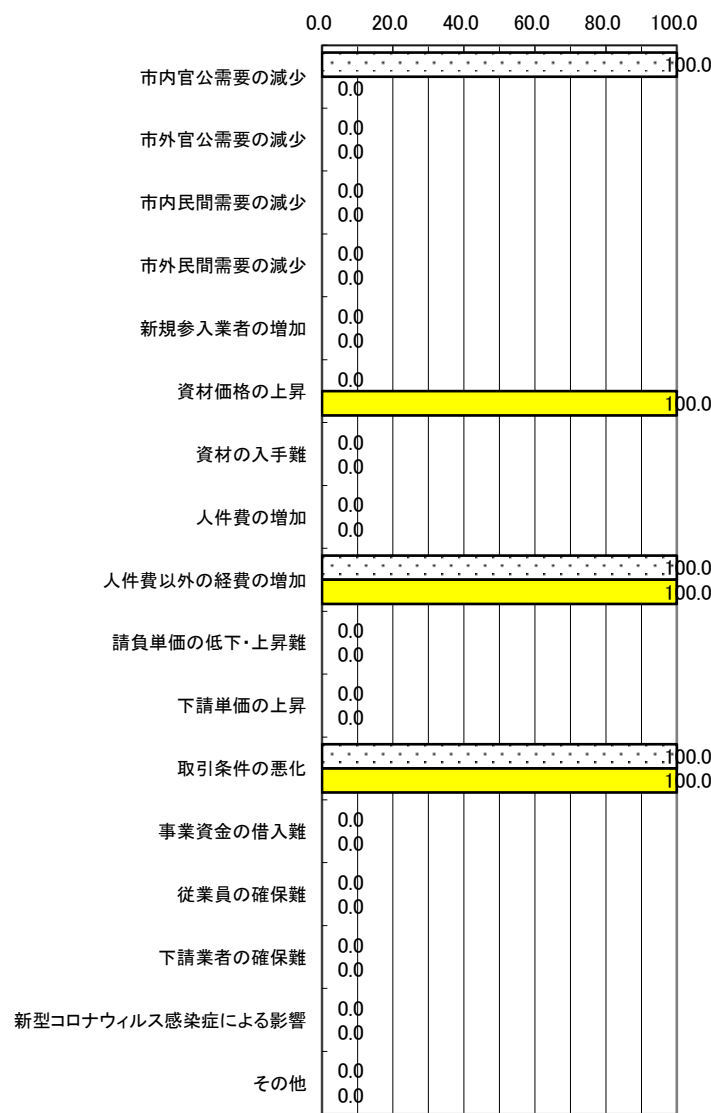 0.0 20.0 40.0 60.0 80.0 100.0
100.0
市内官公需要の減少
0.0
0.0
市外官公需要の減少
0.0
0.0
市内民間需要の減少
0.0
0.0
市外民間需要の減少
0.0
0.0
新規参入業者の増加
0.0
0.0
資材価格の上昇
100.0
0.0
資材の入手難
0.0
0.0
人件費の増加
0.0
100.0
人件費以外の経費の増加
100.0
0.0
請負単価の低下・上昇難
0.0
0.0
下請単価の上昇
0.0
100.0
取引条件の悪化
100.0
0.0
事業資金の借入難
0.0
0.0
従業員の確保難
0.0
0.0
下請業者の確保難
0.0
0.0
新型コロナウィルス感染症による影響
0.0
0.0
その他
0.0